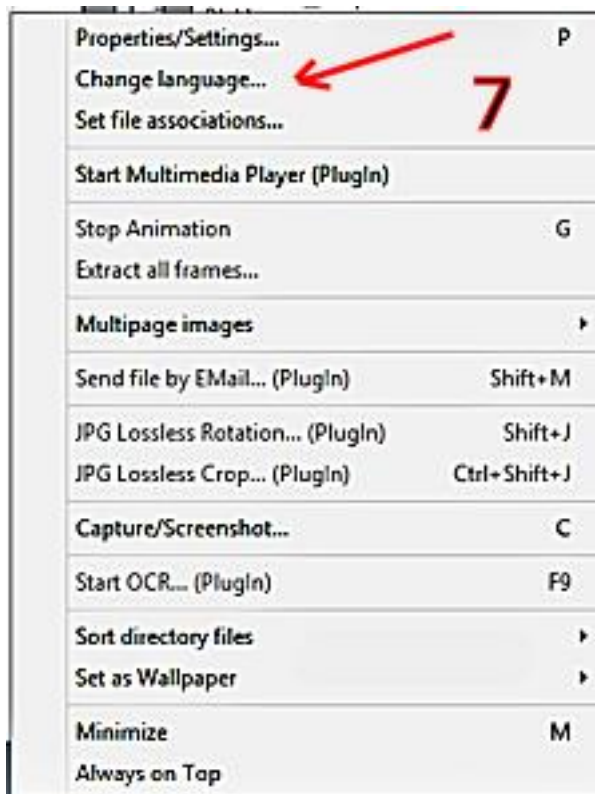 Properties/Settings... P
Change language...
7
Set file associations...
Start Multimedia Player (PlugIn)
Stop Animation G
Extract all frames...
Multipage images
Send file by EMail... (PlugIn) Shift+M
JPG Lossless Rotation... (PlugIn) Shift+J
JPG Lossless Crop... (PlugIn) Ctrl+Shift+J
Capture/Screenshot... C
Start OCR... (PlugIn) F9
Sort directory files
Set as Wallpaper
Minimize M
Always on Top